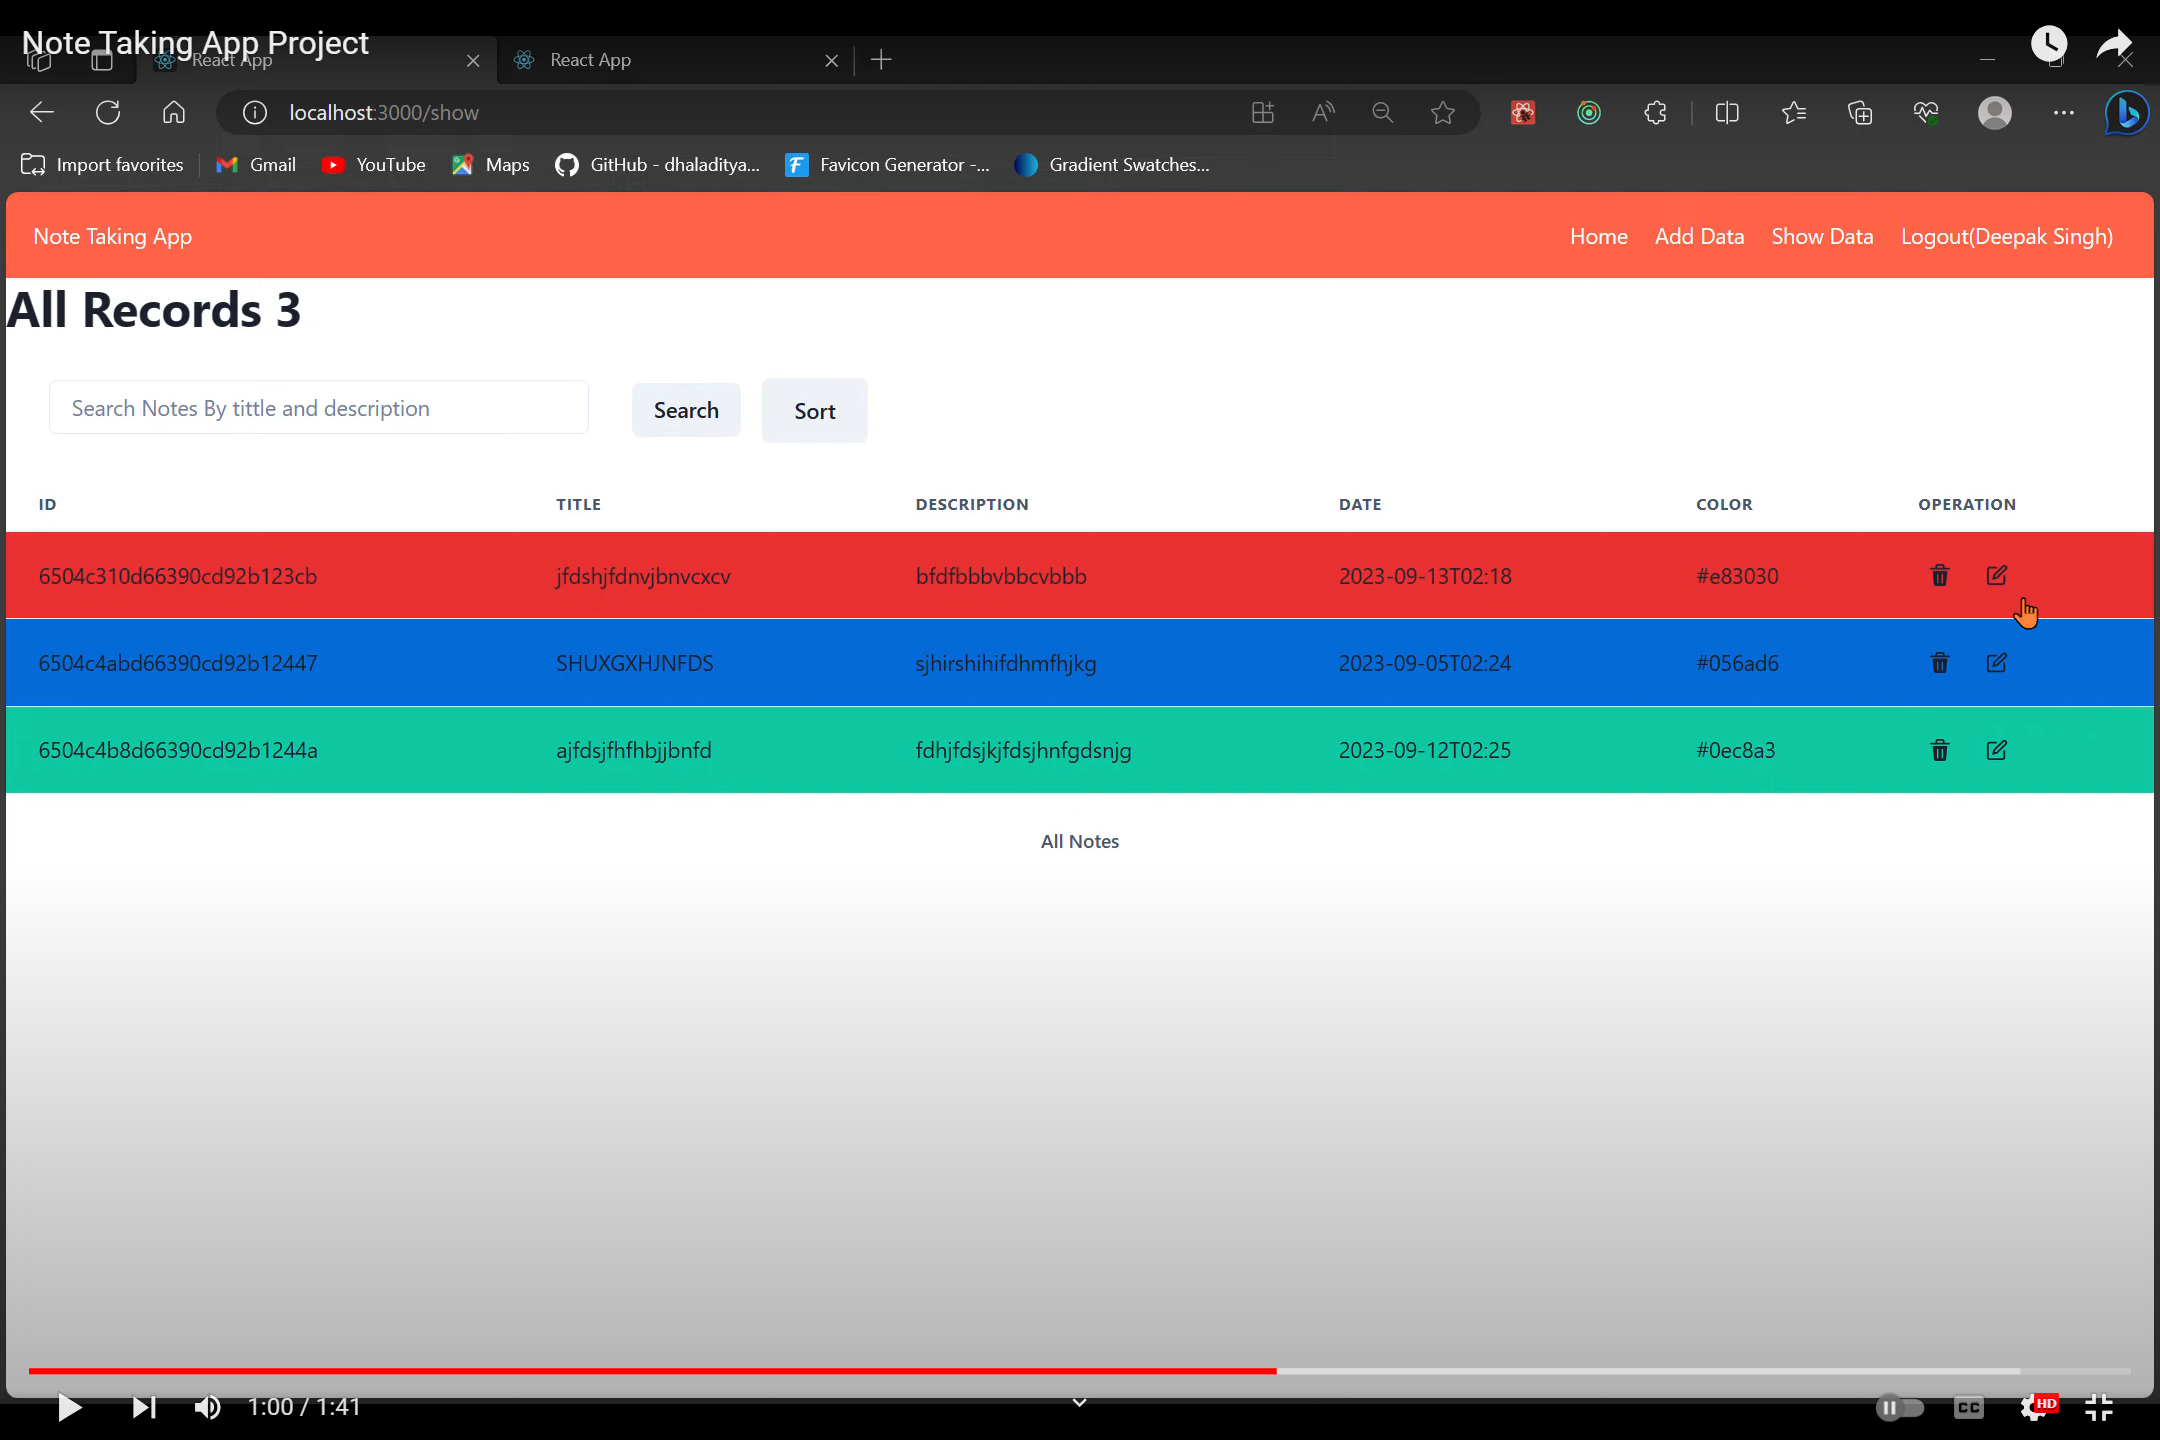 Note Taking App Project
React App
React App
localhost:3000/show
Import favorites
Gmail
YouTube
Maps
GitHub - dhaladitya...
Favicon Generator -...
Gradient Swatches...
Note Taking App
Home
Add Data
Show Data
Logout(Deepak Singh)
All Records 3
Search Notes By tittle and description
Search
Sort
ID TITLE DESCRIPTION DATE COLOR OPERATION
6504c310d66390cd92b123cb jfdshjfdnvjbnvcxcv bfdfbbbvbbcvbbb 2023-09-13T02:18 #e83030
6504c4abd66390cd92b12447 SHUXGXHJNFDS sjhirshihifdhmfhjkg 2023-09-05T02:24 #056ad6
6504c4b8d66390cd92b1244a ajfdsjfhfhbjjbnfd fdhjfdsjkjfdsjhnfgdsnjg 2023-09-12T02:25 #0ec8a3
All Notes
1:00 / 1:41
CC
HD